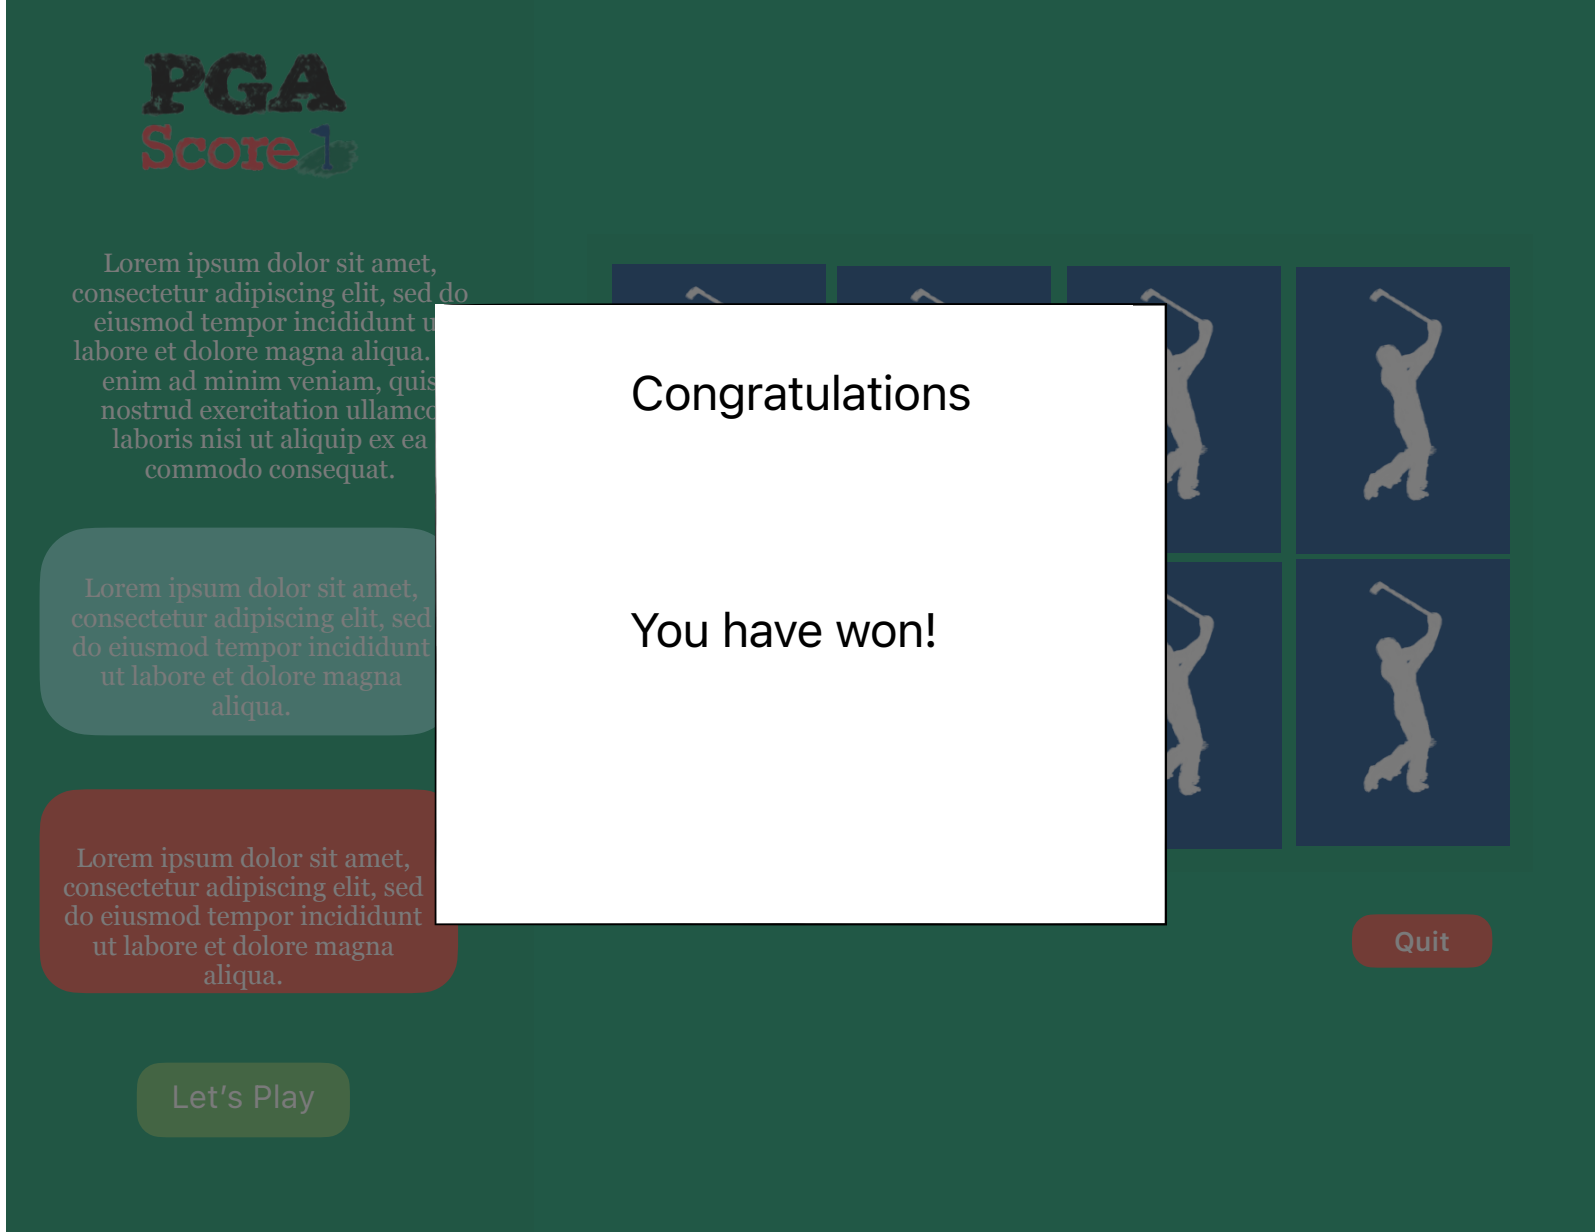 PGA
Score
Lorem ipsum dolor sit amet,
consectetur adipiscing elit, sed do
eiusmod tempor incididunt u
labore et dolore magna aliqua.
enim ad minim veniam, quis
nostrud exercitation ullamco
laboris nisi ut aliquip ex ea
commodo consequat.
Lorem ipsum dolor sit amet,
consectetur adipiscing elit, sed
do eiusmod tempor incididunt
ut labore et dolore magna
aliqua.
Lorem ipsum dolor sit amet,
consectetur adipiscing elit, sed
do eiusmod tempor incididunt
ut labore et dolore magna
aliqua.
Let's Play
Congratulations
You have won!
Quit